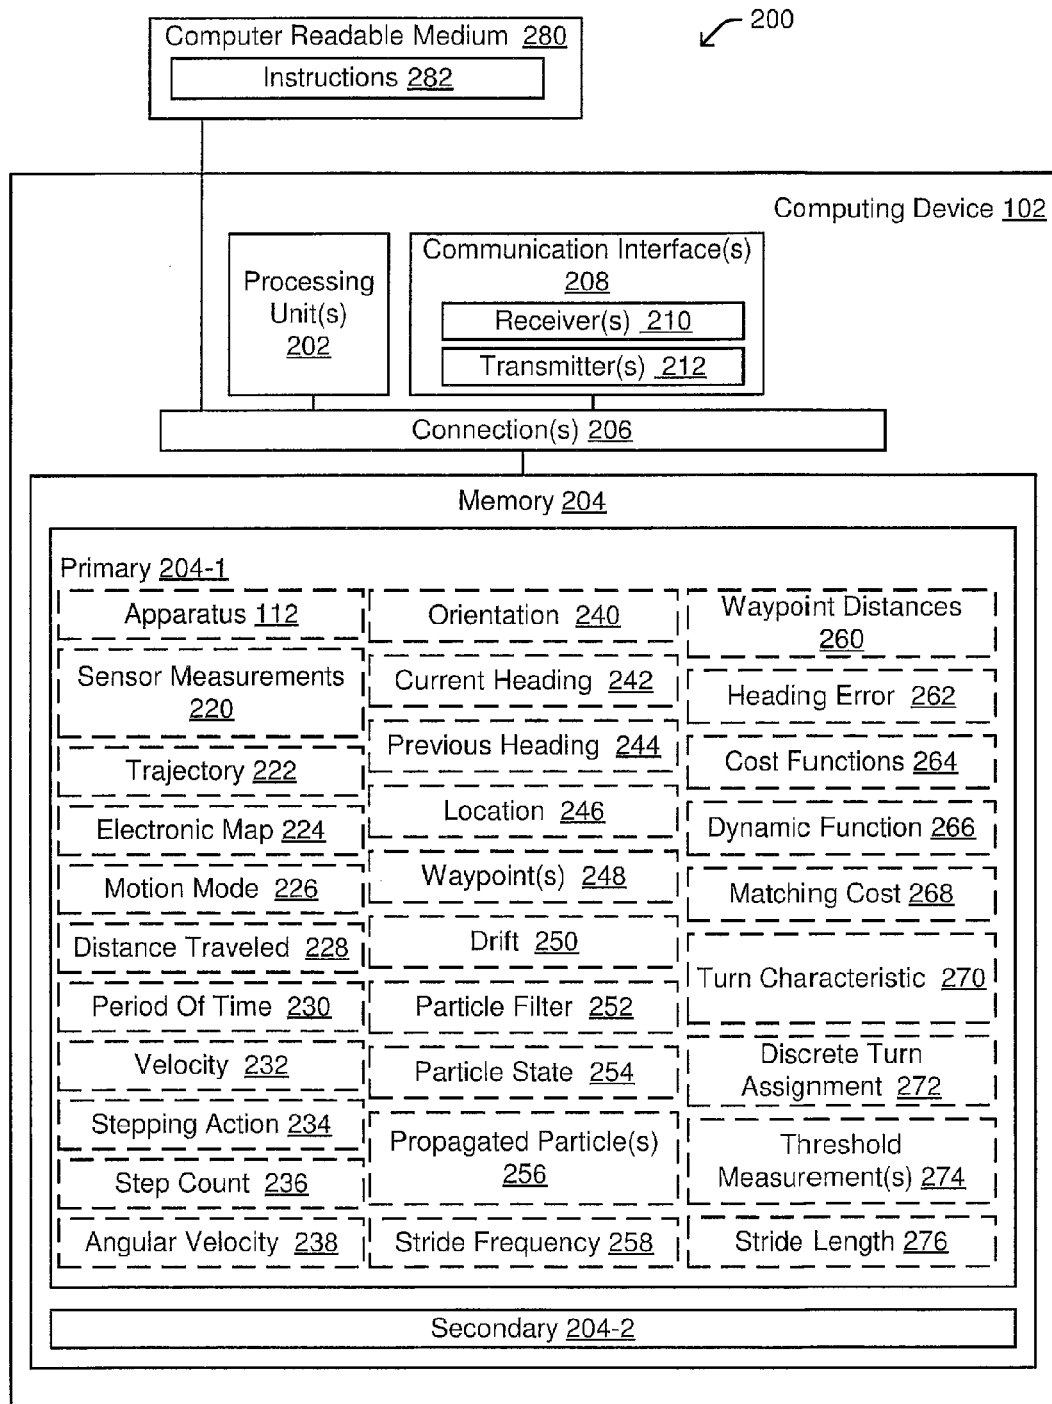 200
Computer Readable Medium 280
Instructions 282
Computing Device 102
Processing
Unit(s)
202
Communication Interface(s)
208
Receiver(s) 210
Transmitter(s) 212
Connection(s) 206
Memory 204
Primary 204-1
Apparatus 112
Sensor Measurements
220
Trajectory 222
Electronic Map 224
Motion Mode 226
Distance Traveled 228
Period Of Time 230
Velocity 232
Stepping Action 234
Step Count 236
Angular Velocity 238
Orientation 240
Current Heading 242
Previous Heading 244
Location 246
Waypoint(s) 248
Drift 250
Particle Filter 252
Particle State 254
Propagated Particle(s)
256
Stride Frequency 258
Waypoint Distances
260
Heading Error 262
Cost Functions 264
Dynamic Function 266
Matching Cost 268
Turn Characteristic 270
Discrete Turn
Assignment 272
Threshold
Measurement(s) 274
Stride Length 276
Secondary 204-2